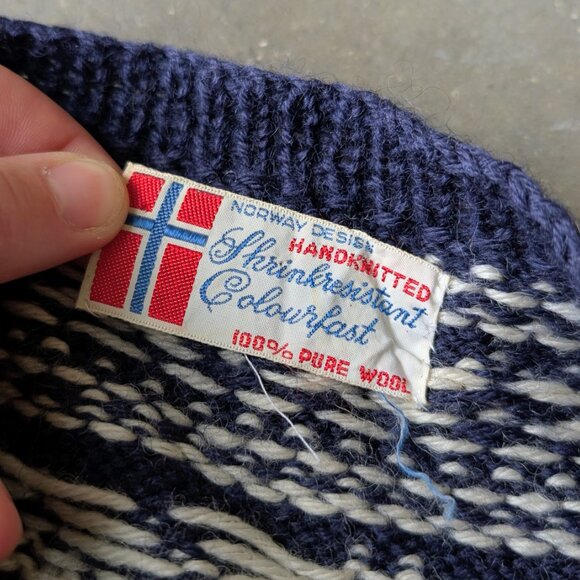 NORWAY DESIGN
HANDKNITTED
Shrinkresistant
Colourfast
100% PURE WOOL